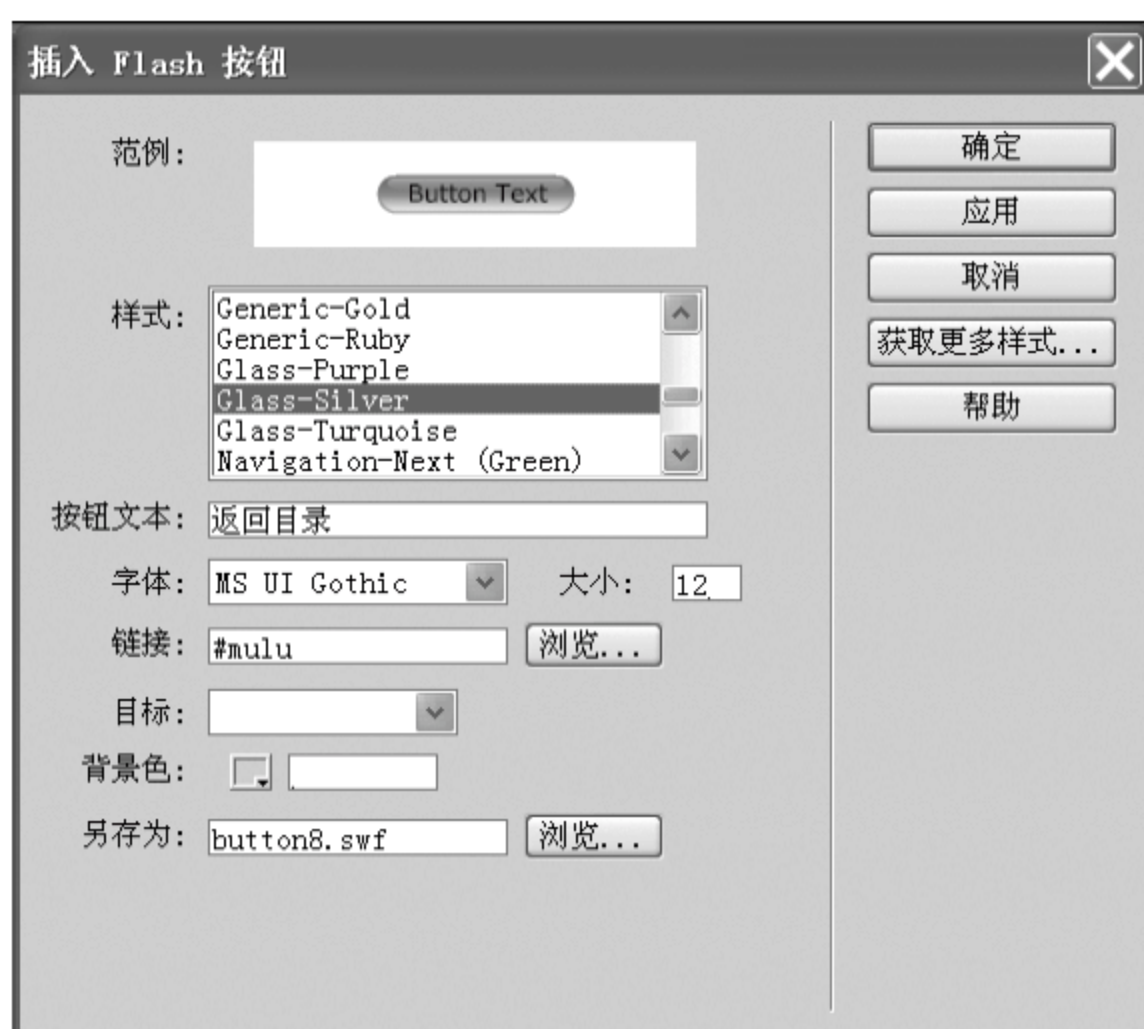 插入 Flash 按钮
范例:
Button Text
样式:
Generic-Gold
Generic-Ruby
Glass-Purple
Glass-Silver
Glass-Turquoise
Navigation-Next (Green)
按钮文本: 返回目录
字体: MS UI Gothic 大小: 12
链接: #mulu 浏览...
目标:
背景色:
另存为: button8.swf 浏览...
确定
应用
取消
获取更多样式...
帮助